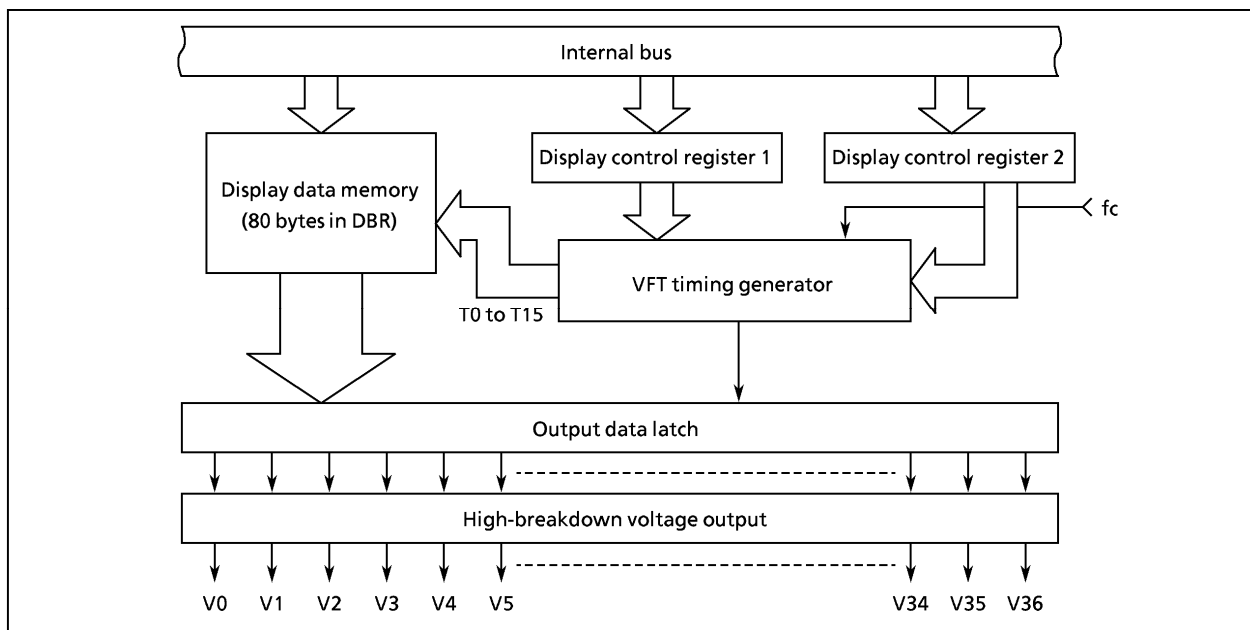 Internal bus
Display data memory
(80 bytes in DBR)
Display control register 1
Display control register 2
fc
VFT timing generator
T0 to T15
Output data latch
High-breakdown voltage output
V0 V1 V2 V3 V4 V5 V34 V35 V36